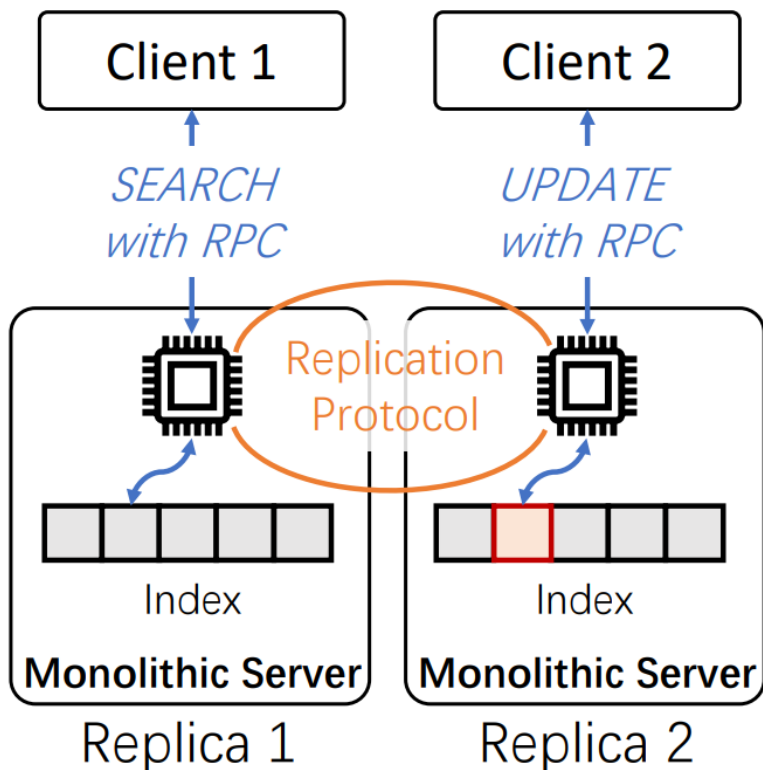 Client 1
Client 2
SEARCH
with RPC
UPDATE
with RPC
Replication
Protocol
Index
Index
Monolithic Server
Monolithic Server
Replica 1
Replica 2